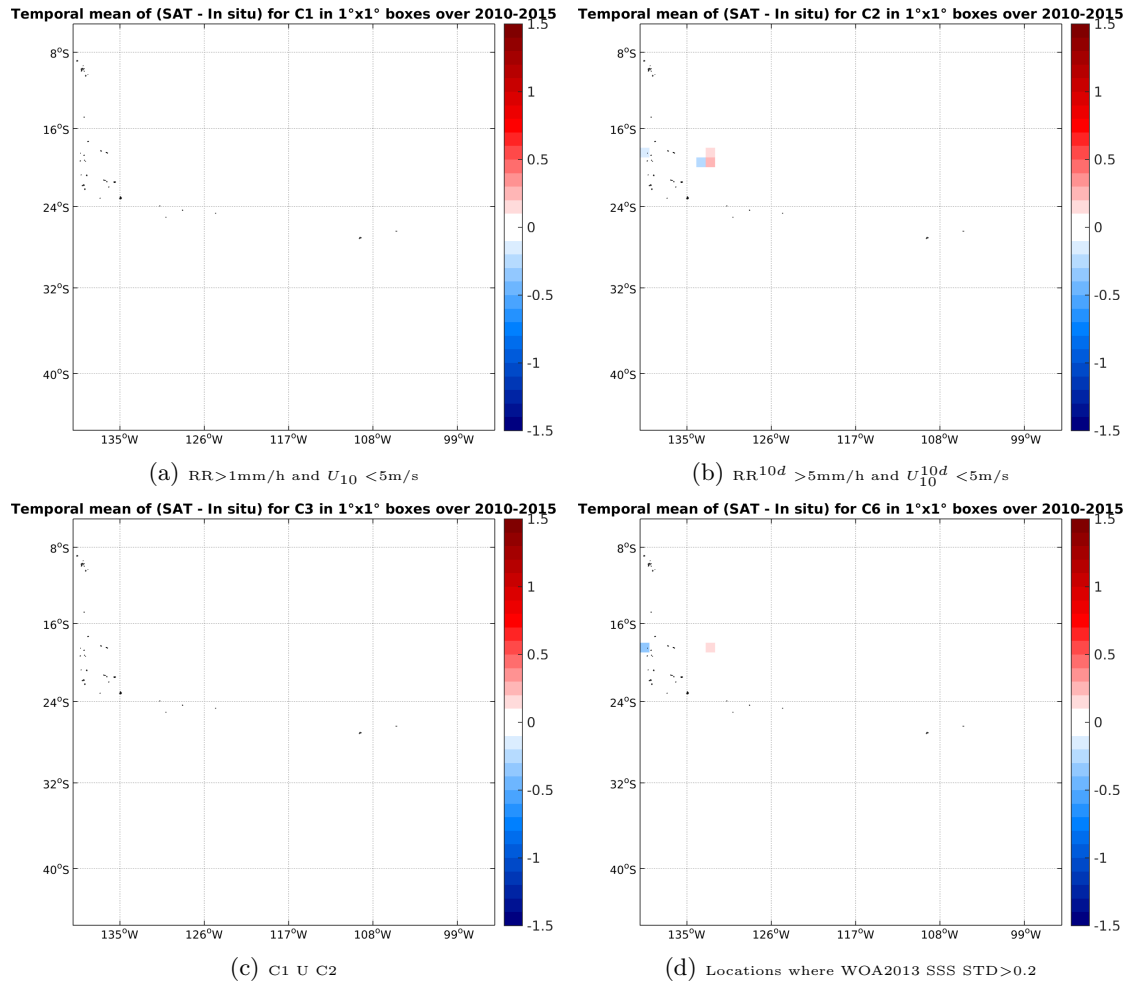 Temporal mean of (SAT - In situ) for C1 in 1°x1° boxes over 2010-2015
8°S
16°S
24°S
32°S
40°S
135°W 126°W 117°W 108°W 99°W
1.5
1
0.5
0
-0.5
-1
-1.5
(a) RR>1mm/h and U10 <5m/s
Temporal mean of (SAT - In situ) for C2 in 1°x1° boxes over 2010-2015
8°S
16°S
24°S
32°S
40°S
135°W 126°W 117°W 108°W 99°W
1.5
1
0.5
0
-0.5
-1
-1.5
(b) RR^10d >5mm/h and U_10^10d <5m/s
Temporal mean of (SAT - In situ) for C3 in 1°x1° boxes over 2010-2015
8°S
16°S
24°S
32°S
40°S
135°W 126°W 117°W 108°W 99°W
1.5
1
0.5
0
-0.5
-1
-1.5
(c) C1 U C2
Temporal mean of (SAT - In situ) for C6 in 1°x1° boxes over 2010-2015
8°S
16°S
24°S
32°S
40°S
135°W 126°W 117°W 108°W 99°W
1.5
1
0.5
0
-0.5
-1
-1.5
(d) Locations where WOA2013 SSS STD>0.2